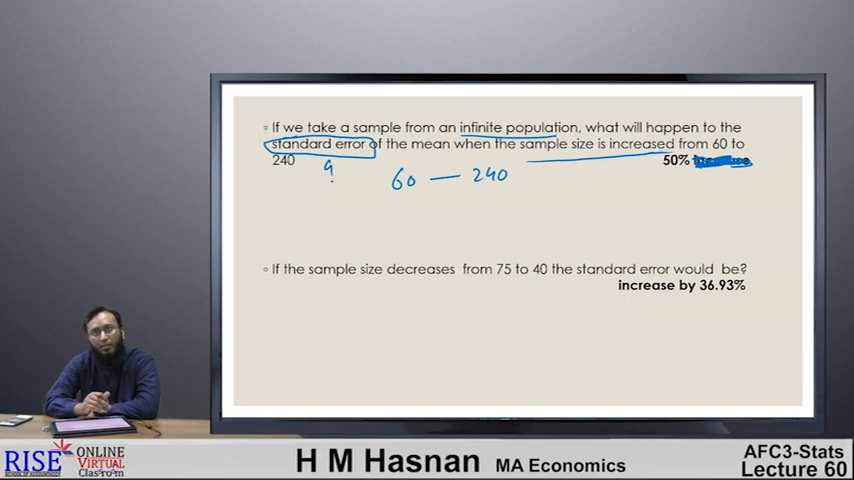 If we take a sample from an infinite population, what will happen to the
standard error of the mean when the sample size is increased from 60 to
240
50%
60 — 240
If the sample size decreases from 75 to 40 the standard error would be?
increase by 36.93%
RISE
SCHOOL OF ACCOUNTANCY
ONLINE
VIRTUAL
Classroom
H M Hasnan MA Economics
AFC3-Stats
Lecture 60